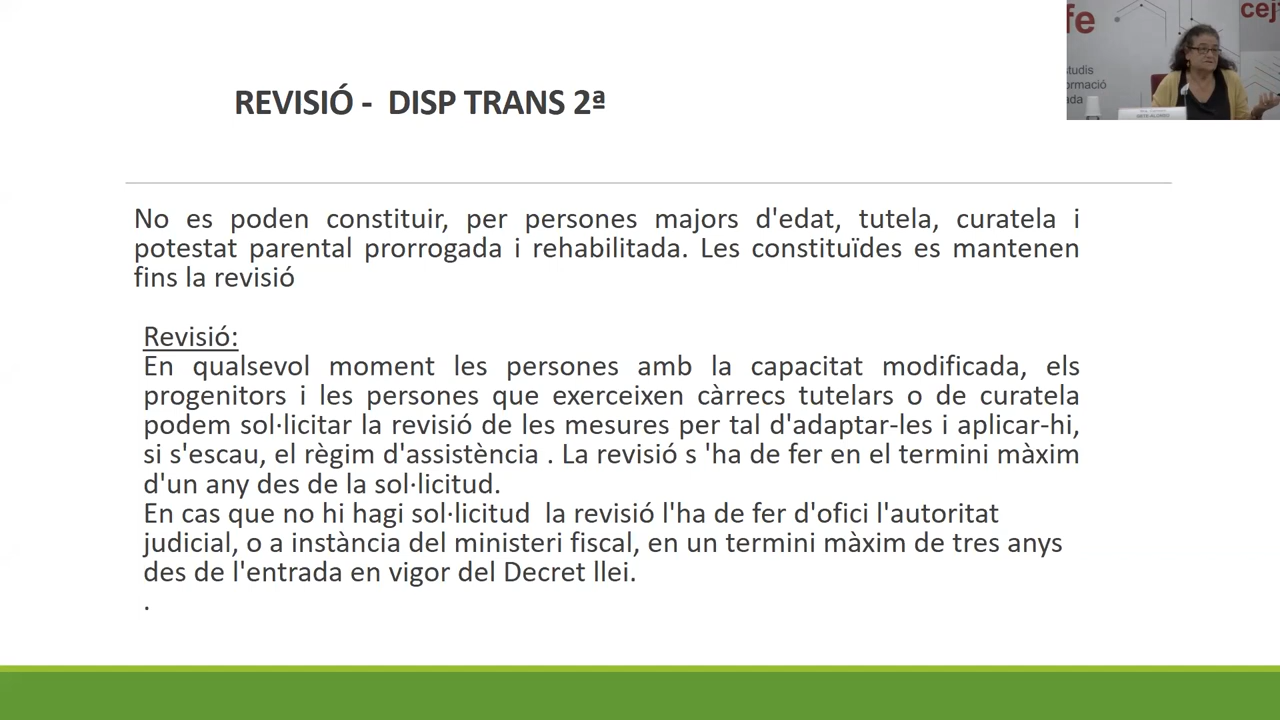 REVISIÓ - DISP TRANS 2ª
fe
cej
studis
ormació
ada
No es poden constituir, per persones majors d'edat, tutela, curatela i
potestat parental prorrogada i rehabilitada. Les constituïdes es mantenen
fins la revisió
Revisió:
En qualsevol moment les persones amb la capacitat modificada, els
progenitors i les persones que exerceixen càrrecs tutelars o de curatela
podem sol·licitar la revisió de les mesures per tal d'adaptar-les i aplicar-hi,
si s'escau, el règim d'assistència . La revisió s 'ha de fer en el termini màxim
d'un any des de la sol·licitud.
En cas que no hi hagi sol·licitud  la revisió l'ha de fer d'ofici l'autoritat
judicial, o a instància del ministeri fiscal, en un termini màxim de tres anys
des de l'entrada en vigor del Decret llei.
.